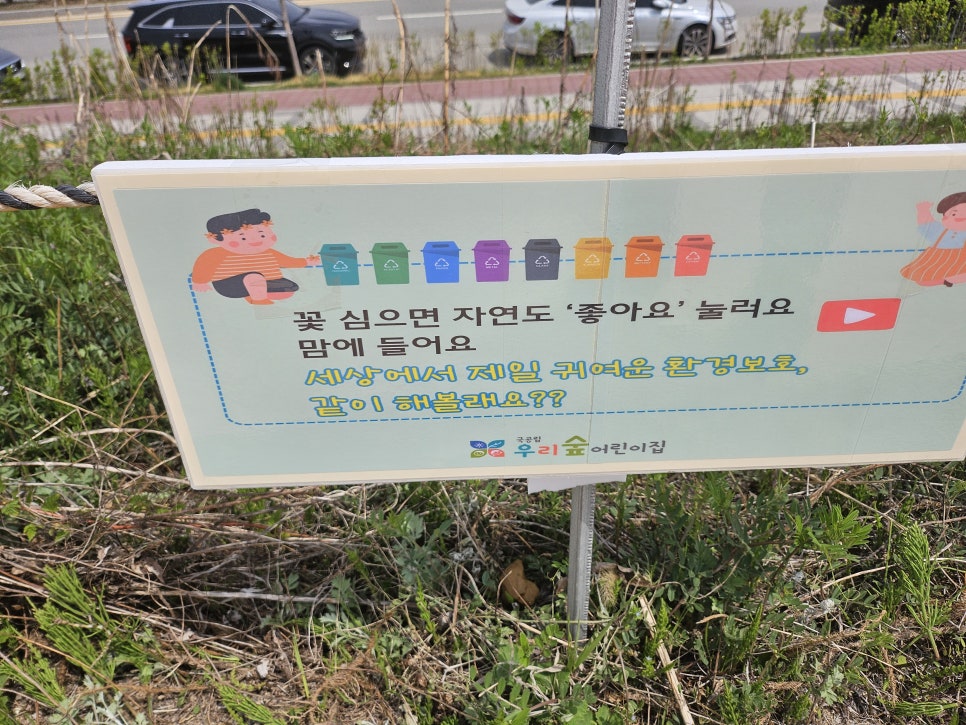 꽃 심으면 자연도 ‘좋아요’ 눌러요
맘에 들어요
세상에서 제일 귀여운 환경보호,
같이 해볼래요??
국공립
우리숲어린이집